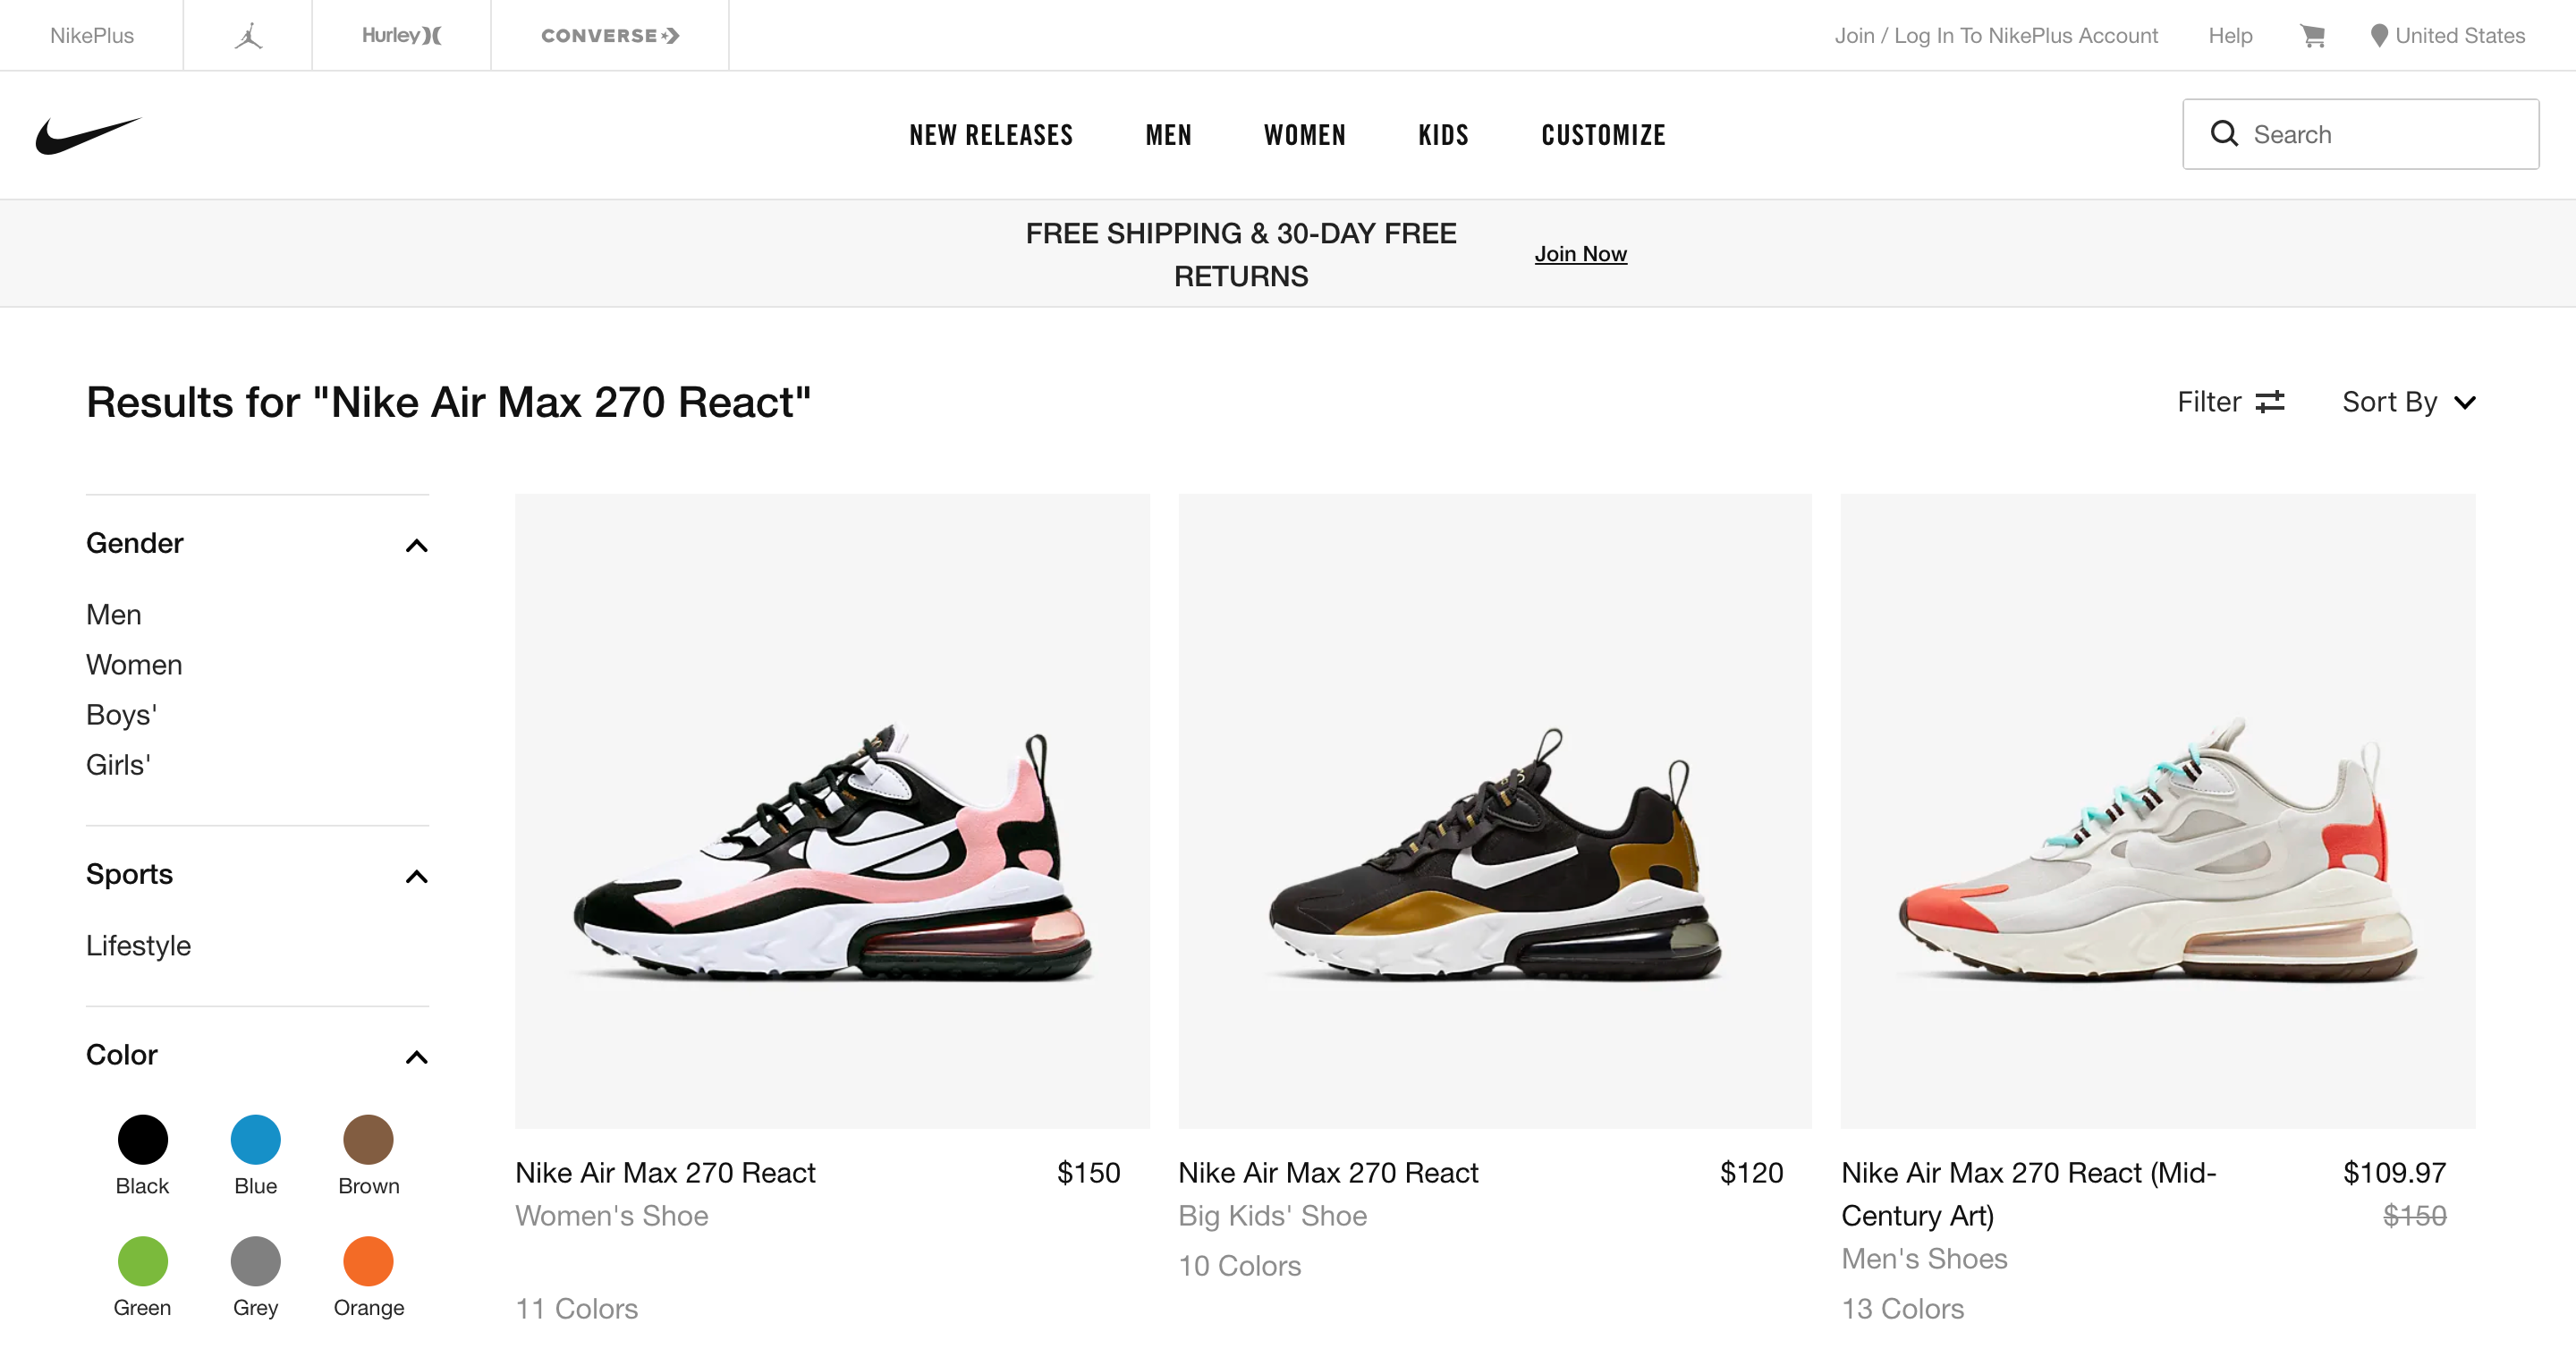 NikePlus
Hurley
CONVERSE
Join / Log In To NikePlus Account
Help
United States
NEW RELEASES
MEN
WOMEN
KIDS
CUSTOMIZE
Search
FREE SHIPPING & 30-DAY FREE
RETURNS
Join Now
Results for "Nike Air Max 270 React"
Filter
Sort By
Gender
Men
Women
Boys'
Girls'
Sports
Lifestyle
Color
Black
Blue
Brown
Green
Grey
Orange
Nike Air Max 270 React
$150
Women's Shoe
11 Colors
Nike Air Max 270 React
$120
Big Kids' Shoe
10 Colors
Nike Air Max 270 React (Mid-
Century Art)
$109.97
$150
Men's Shoes
13 Colors